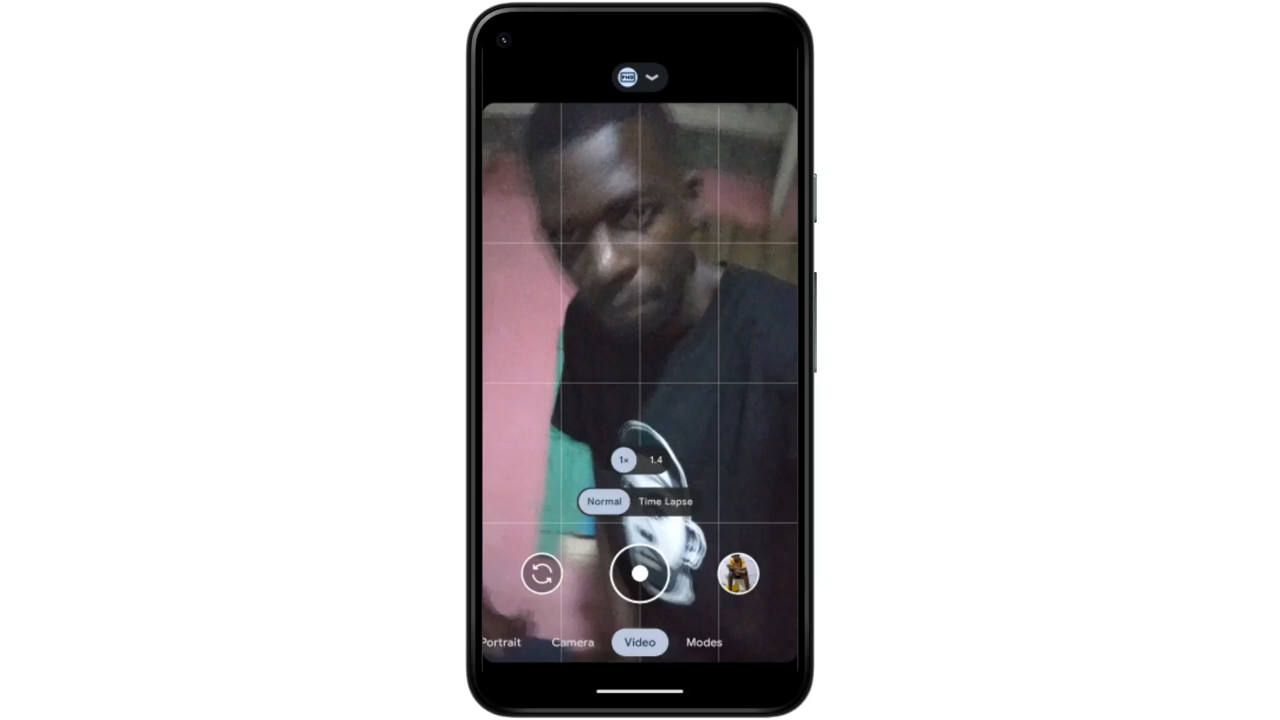 FHD
1×
1.4
Normal
Time Lapse
Portrait
Camera
Video
Modes